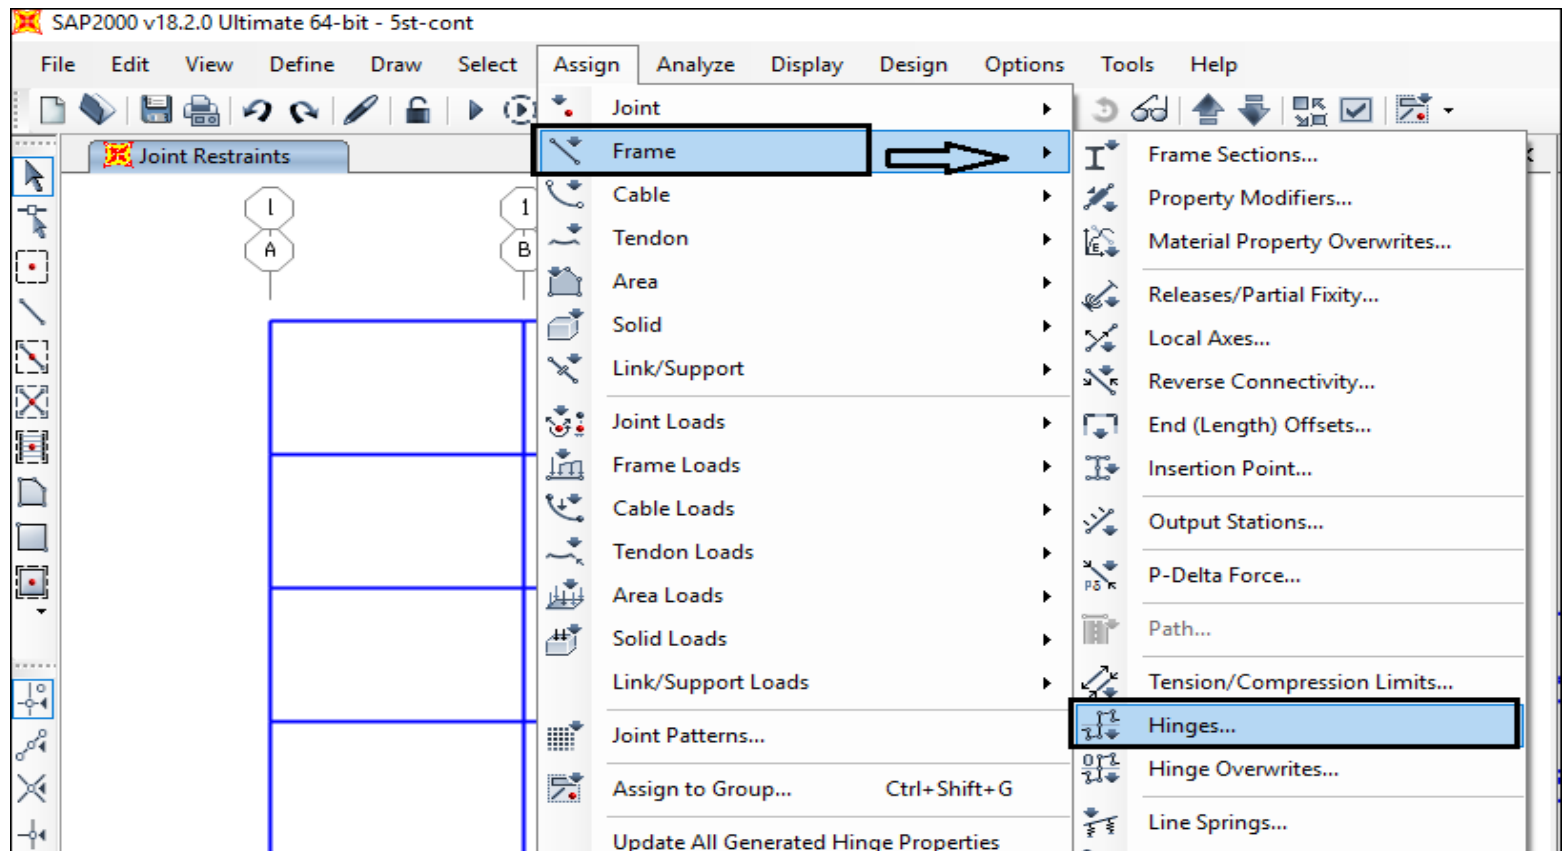 SAP2000 v18.2.0 Ultimate 64-bit - 5st-cont
File Edit View Define Draw Select Assign Analyze Display Design Options Tools Help
Joint Restraints
1
A
1
B
Joint
Frame
Cable
Tendon
Area
Solid
Link/Support
Joint Loads
Frame Loads
Cable Loads
Tendon Loads
Area Loads
Solid Loads
Link/Support Loads
Joint Patterns...
Assign to Group... Ctrl+Shift+G
Update All Generated Hinge Properties
Frame Sections...
Property Modifiers...
Material Property Overwrites...
Releases/Partial Fixity...
Local Axes...
Reverse Connectivity...
End (Length) Offsets...
Insertion Point...
Output Stations...
P-Delta Force...
Path...
Tension/Compression Limits...
Hinges...
Hinge Overwrites...
Line Springs...